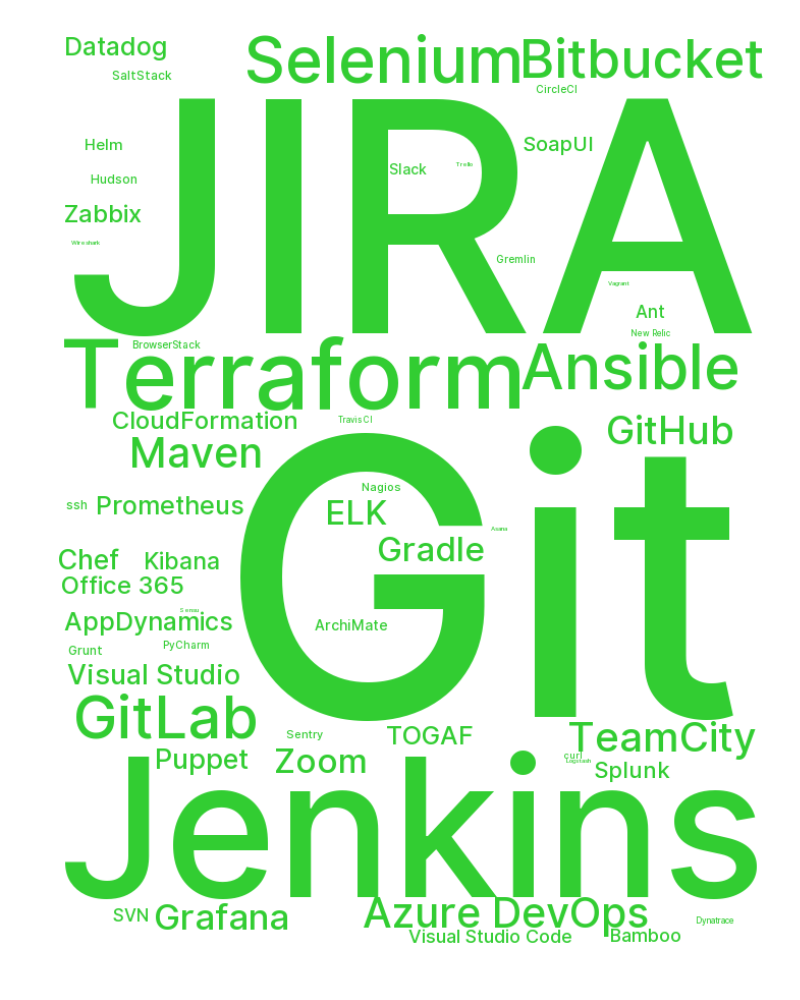 Datadog
Selenium
Bitbucket
SaltStack
CircleCI
JIRA
Helm
SoapUI
Slack
Trello
Hudson
Zabbix
Wireshark
Gremlin
Vagrant
Ant
New Relic
BrowserStack
Terraform
Ansible
CloudFormation
TravisCI
GitHub
Maven
Git
Nagios
ssh
Prometheus
ELK
Asana
Gradle
Chef
Kibana
Office 365
AppDynamics
ArchiMate
PyCharm
Grunt
Visual Studio
GitLab
Sentry
TOGAF
TeamCity
Puppet
Zoom
curl
Logstash
Splunk
Jenkins
SVN
Grafana
Azure DevOps
Dynatrace
Visual Studio Code
Bamboo